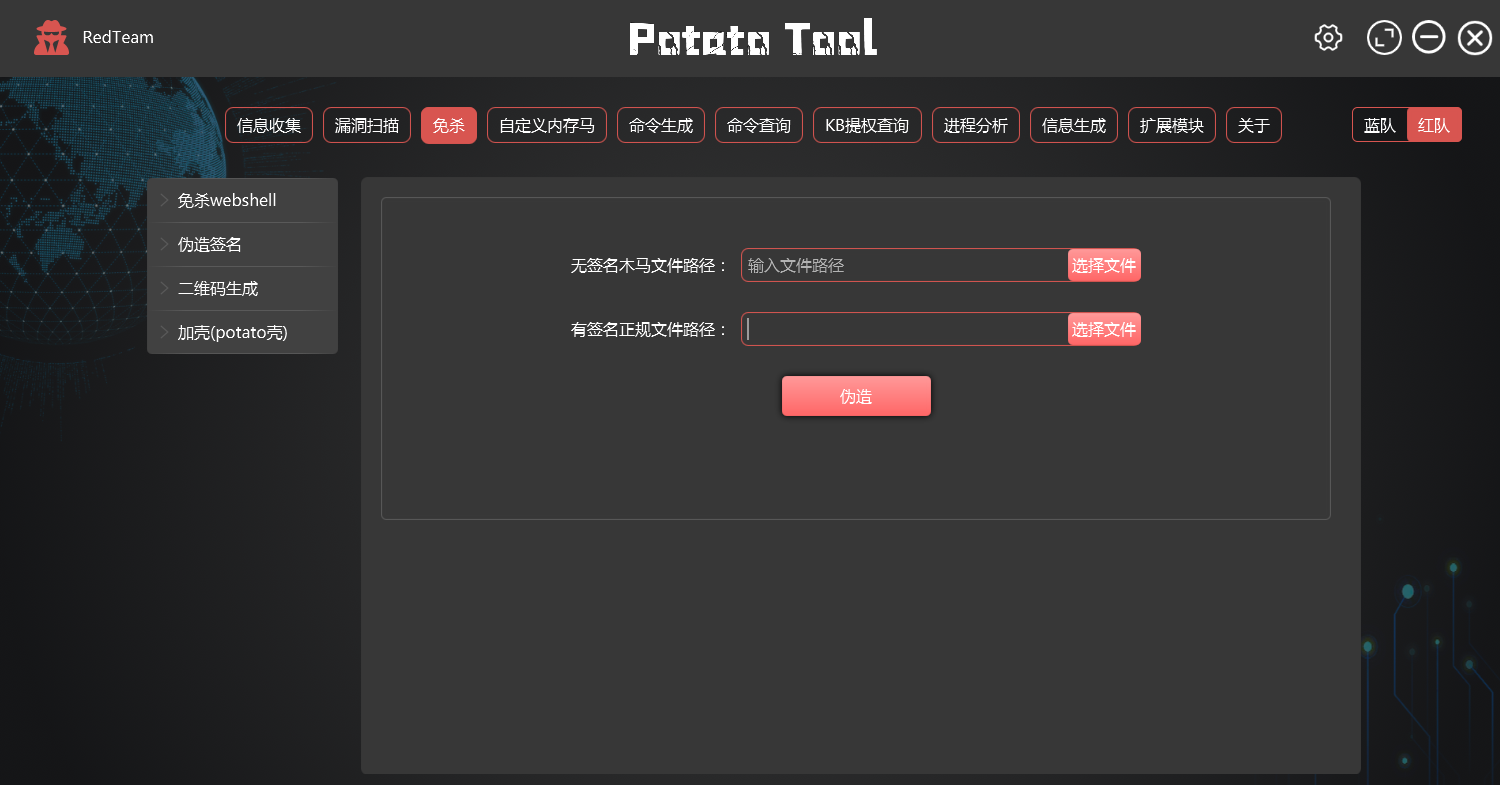 RedTeam
Potato Tool
信息收集 漏洞扫描 免杀 自定义内存马 命令生成 命令查询 KB提权查询 进程分析 信息生成 扩展模块 关于 蓝队 红队
免杀webshell
伪造签名
二维码生成
加壳(potato壳)
无签名木马文件路径： 输入文件路径 选择文件
有签名正规文件路径： 选择文件
伪造